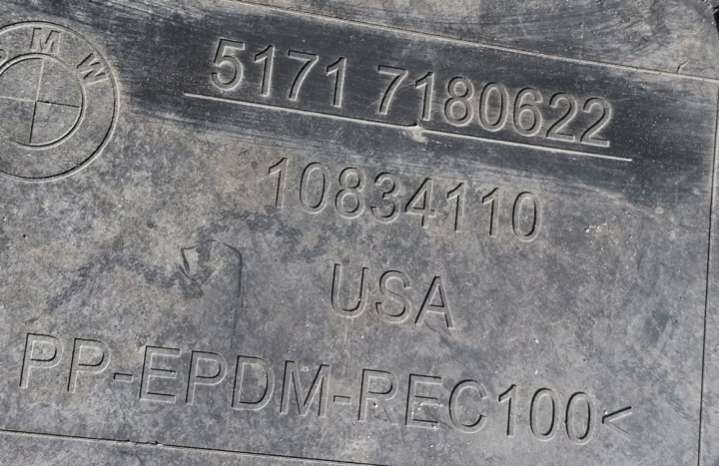 BMW
5171 7180622
10834110
USA
PP-EPDM-REC100<